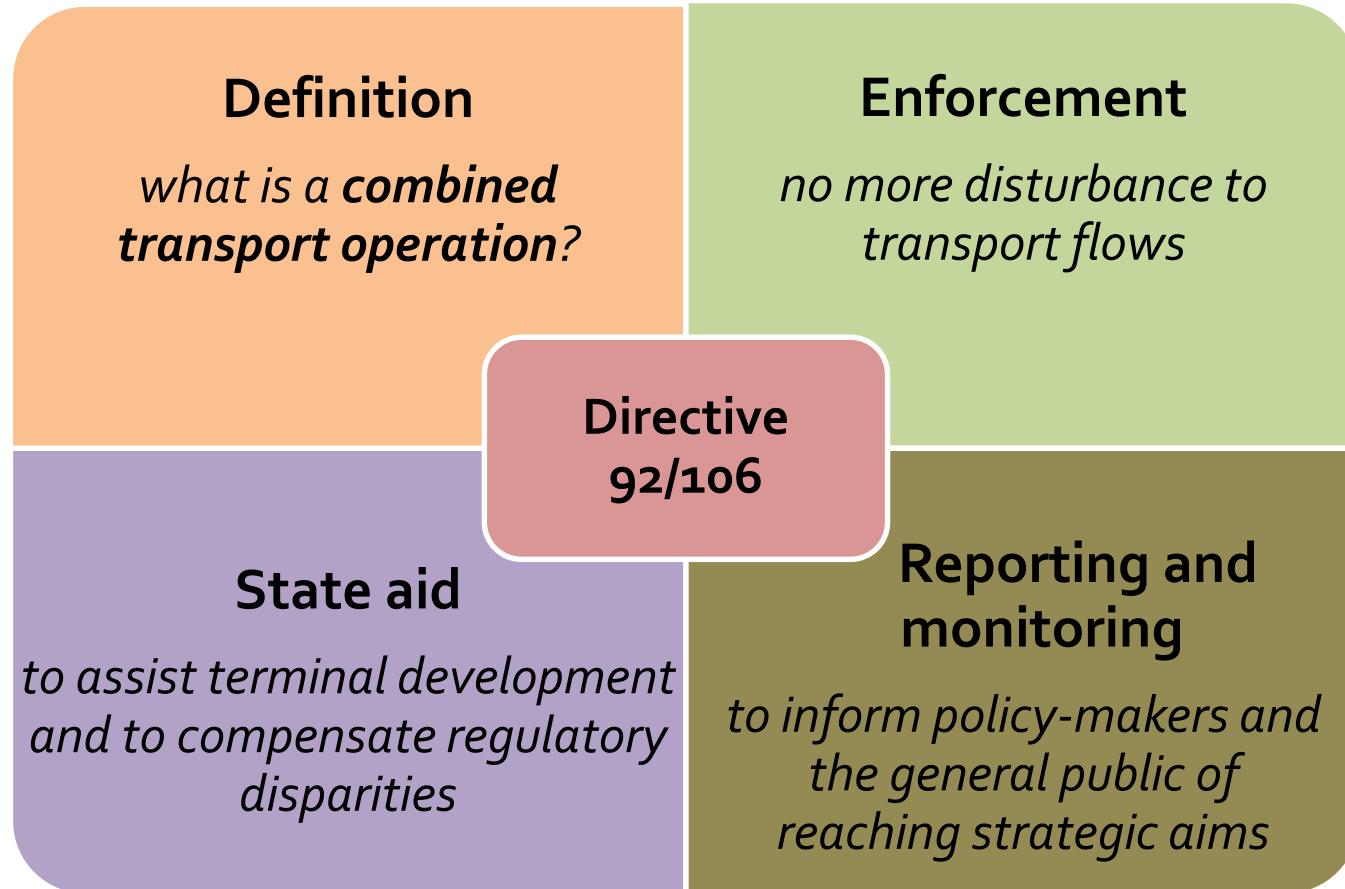 Definition
what is a combined
transport operation?
Enforcement
no more disturbance to
transport flows
Directive
92/106
State aid
to assist terminal development
and to compensate regulatory
disparities
Reporting and
monitoring
to inform policy-makers and
the general public of
reaching strategic aims